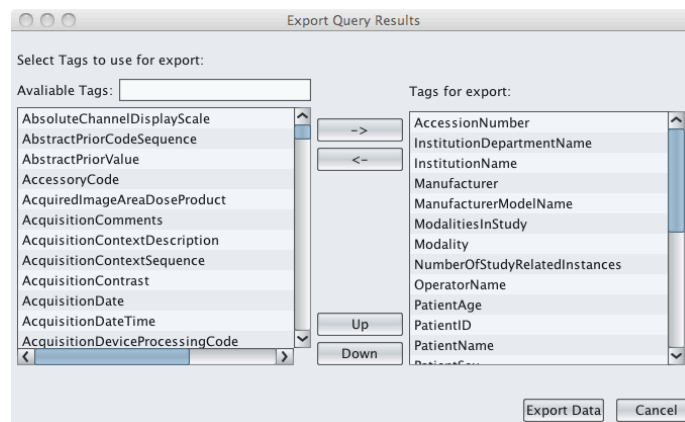 Export Query Results
Select Tags to use for export:
Avaliable Tags:
AbsoluteChannelDisplayScale
AbstractPriorCodeSequence
AbstractPriorValue
AccessoryCode
AcquiredImageAreaDoseProduct
AcquisitionComments
AcquisitionContextDescription
AcquisitionContextSequence
AcquisitionContrast
AcquisitionDate
AcquisitionDateTime
AcquisitionDeviceProcessingCode
->
<-
Up
Down
Tags for export:
AccessionNumber
InstitutionDepartmentName
InstitutionName
Manufacturer
ManufacturerModelName
ModalitiesInStudy
Modality
NumberOfStudyRelatedInstances
OperatorName
PatientAge
PatientID
PatientName
PatientSex
Export Data
Cancel